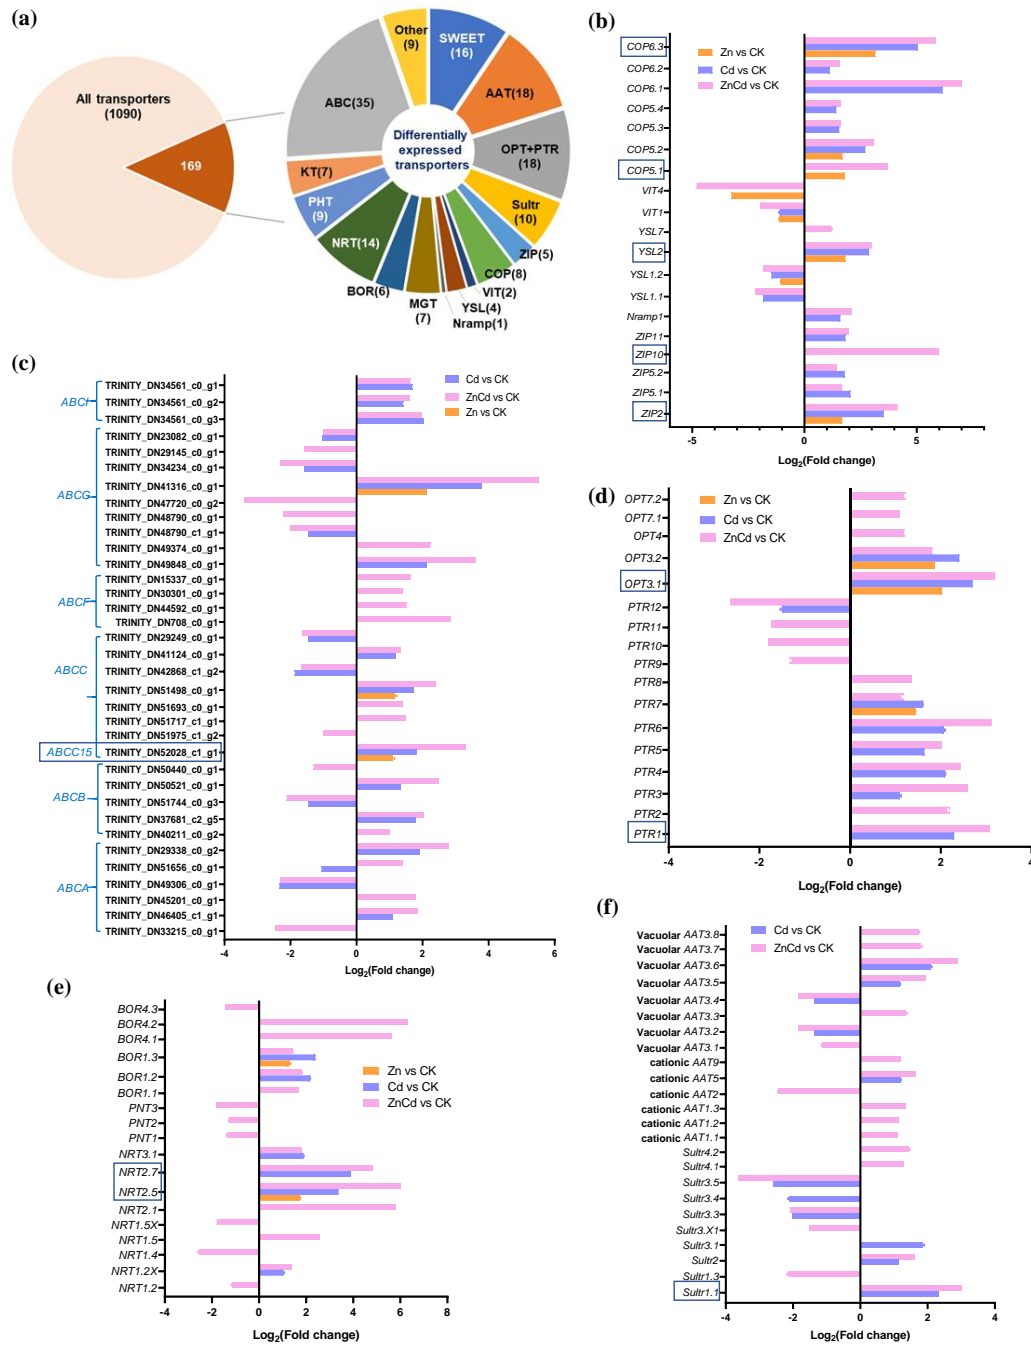 (a)
All transporters
(1090)
169
Other
(9)
SWEET
(16)
AAT(18)
OPT+PTR
(18)
Sultr
(10)
ZIP(5)
COP(8)
VIT(2)
YSL(4)
Nramp(1)
MGT
(7)
BOR(6)
NRT(14)
PHT
(9)
KT(7)
ABC(35)
Differentially
expressed
transporters
(b)
Zn vs CK
Cd vs CK
ZnCd vs CK
COP6.3
COP6.2
COP6.1
COP5.4
COP5.3
COP5.2
COP5.1
VIT4
VIT1
YSL7
YSL2
YSL1.2
YSL1.1
Nramp1
ZIP11
ZIP10
ZIP5.2
ZIP5.1
ZIP2
-5 0 5
Log2(Fold change)
(c)
Cd vs CK
ZnCd vs CK
Zn vs CK
ABCI
TRINITY_DN34561_c0_g1
TRINITY_DN34561_c0_g2
TRINITY_DN34561_c0_g3
ABCG
TRINITY_DN23082_c0_g1
TRINITY_DN29145_c0_g1
TRINITY_DN34234_c0_g1
TRINITY_DN41316_c0_g1
TRINITY_DN47720_c0_g2
TRINITY_DN48790_c0_g1
TRINITY_DN48790_c1_g1
TRINITY_DN49374_c0_g1
TRINITY_DN49848_c0_g1
ABCF
TRINITY_DN15337_c0_g1
TRINITY_DN30301_c0_g1
TRINITY_DN44592_c0_g1
TRINITY_DN708_c0_g1
ABCC
TRINITY_DN29249_c0_g1
TRINITY_DN41124_c0_g1
TRINITY_DN42868_c1_g2
TRINITY_DN51498_c0_g1
TRINITY_DN51693_c0_g1
TRINITY_DN51717_c1_g1
TRINITY_DN51975_c1_g2
ABCC15 TRINITY_DN52028_c1_g1
ABCB
TRINITY_DN50440_c0_g1
TRINITY_DN50521_c0_g1
TRINITY_DN51744_c0_g3
TRINITY_DN37681_c2_g5
TRINITY_DN40211_c0_g2
ABCA
TRINITY_DN29338_c0_g2
TRINITY_DN51656_c0_g1
TRINITY_DN49306_c0_g1
TRINITY_DN45201_c0_g1
TRINITY_DN46405_c1_g1
TRINITY_DN33215_c0_g1
-4 -2 0 2 4 6
Log2(Fold change)
(d)
Zn vs CK
Cd vs CK
ZnCd vs CK
OPT7.2
OPT7.1
OPT4
OPT3.2
OPT3.1
PTR12
PTR11
PTR10
PTR9
PTR8
PTR7
PTR6
PTR5
PTR4
PTR3
PTR2
PTR1
-4 -2 0 2 4
Log2(Fold change)
(e)
Zn vs CK
Cd vs CK
ZnCd vs CK
BOR4.3
BOR4.2
BOR4.1
BOR1.3
BOR1.2
BOR1.1
PNT3
PNT2
PNT1
NRT3.1
NRT2.7
NRT2.5
NRT2.1
NRT1.5X
NRT1.5
NRT1.4
NRT1.2X
NRT1.2
-4 -2 0 2 4 6 8
Log2(Fold change)
(f)
Cd vs CK
ZnCd vs CK
Vacuolar AAT3.8
Vacuolar AAT3.7
Vacuolar AAT3.6
Vacuolar AAT3.5
Vacuolar AAT3.4
Vacuolar AAT3.3
Vacuolar AAT3.2
Vacuolar AAT3.1
cationic AAT9
cationic AAT5
cationic AAT2
cationic AAT1.3
cationic AAT1.2
cationic AAT1.1
Sultr4.2
Sultr4.1
Sultr3.5
Sultr3.4
Sultr3.3
Sultr3.X1
Sultr3.1
Sultr2
Sultr1.3
Sultr1.1
-4 -2 0 2 4
Log2(Fold change)